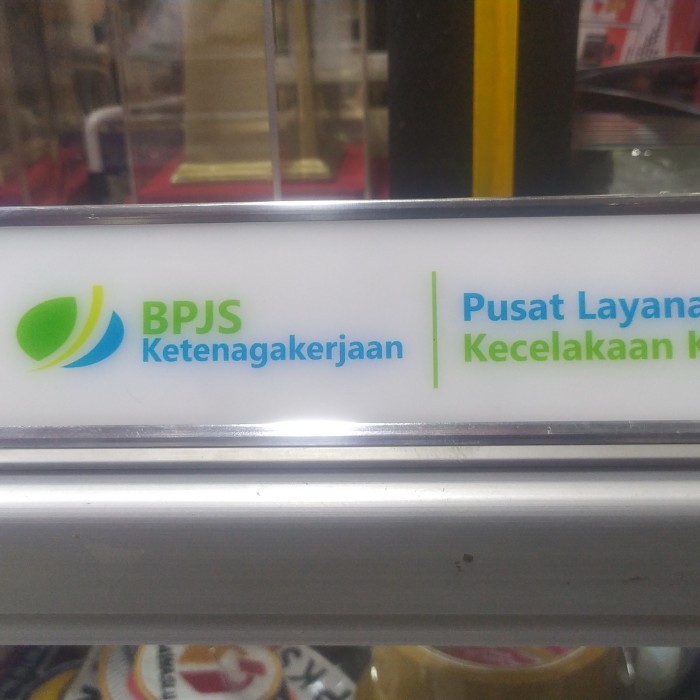 BPJS
Ketenagakerjaan
Pusat Layana
Kecelakaan K